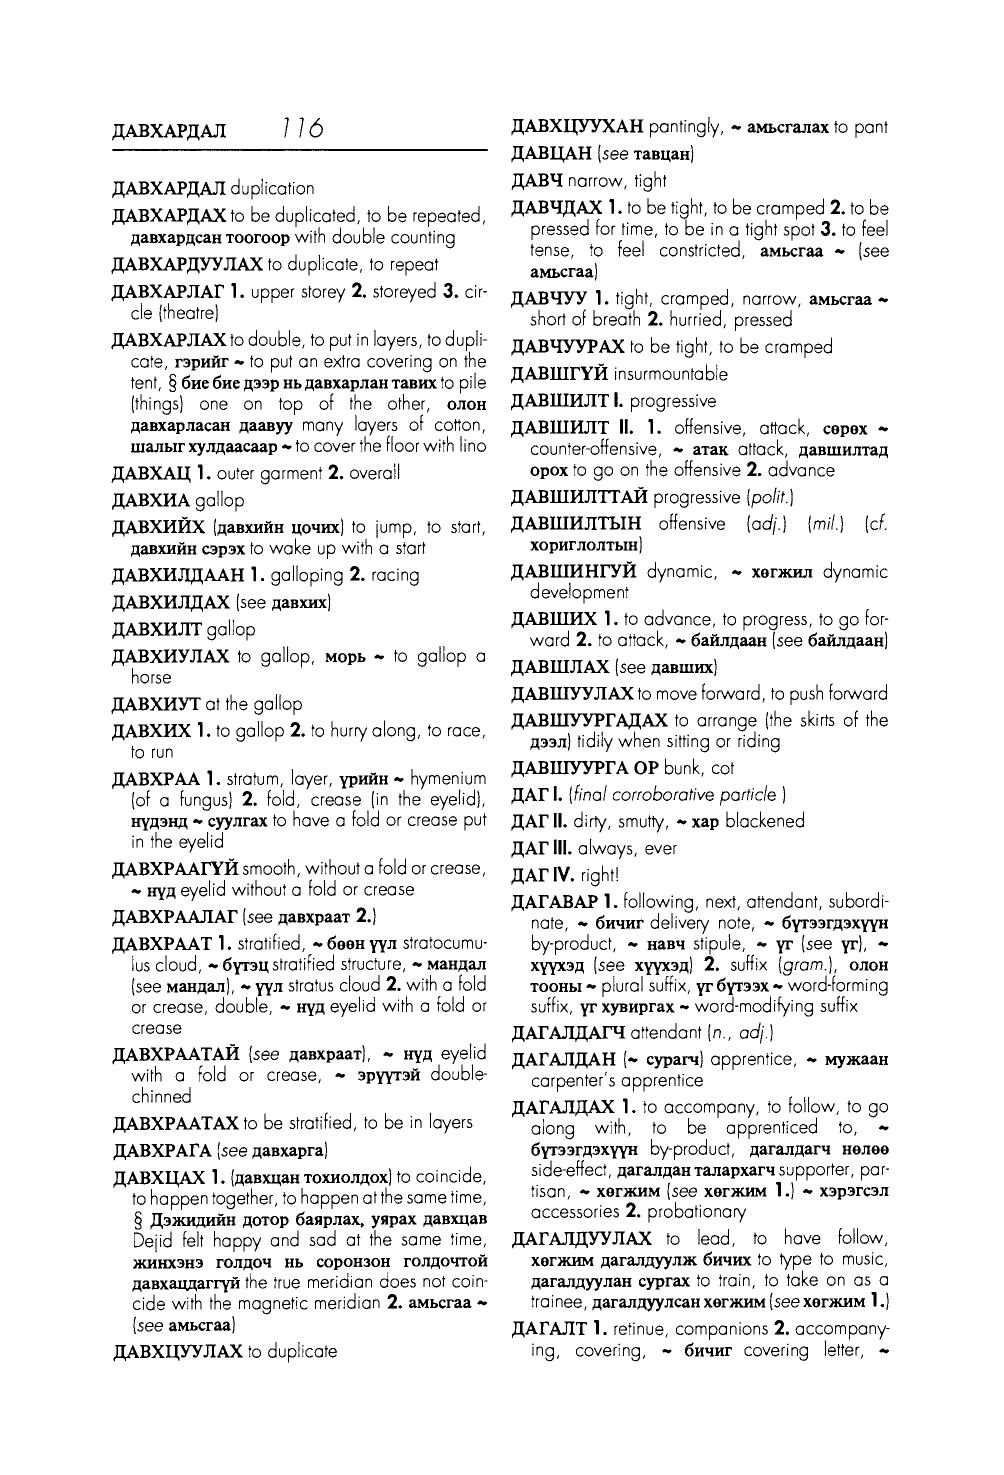 ДАВХАРДАЛ 116
ДАВХАРДАЛ duplication
ДАВХАРДАХ to be duplicated, to be repeated,
давхардсан тоогоор with double counting
ДАВХАРДУУЛАХ to duplicate, to repeat
ДАВХАРЛАГ 1. upper storey 2. storeyed 3. cir-
cle (theatre)
ДАВХАРЛАХ to double, to put in layers, to dupli-
cate, гэрийг ~ to put an extra covering on the
tent, § бие бие дээр нь давхарлан тавих to pile
(things) one on top of the other, олон
давхарласан даавуу many layers of cotton,
шалыг хулдаасаар ~ to cover the floor with lino
ДАВХАЦ 1. outer garment 2. overall
ДАВХИА gallop
ДАВХИЙХ (давхийн цочих) to jump, to start,
давхийн сэрэх to wake up with a start
ДАВХИЛДААН 1. galloping 2. racing
ДАВХИЛДАХ (see давхих)
ДАВХИЛТ gallop
ДАВХИУЛАХ to gallop, морь ~ to gallop a
horse
ДАВХИУТ at the gallop
ДАВХИХ 1. to gallop 2. to hurry along, to race,
to run
ДАВХРАА 1. stratum, layer, үрийн ~ hymenium
(of a fungus) 2. fold, crease (in the eyelid),
нүдэнд ~ суулгах to have a fold or crease put
in the eyelid
ДАВХРААГҮЙ smooth, without a fold or crease,
~ нүд eyelid without a fold or crease
ДАВХРААЛАГ (see давхраат 2.)
ДАВХРААТ 1. stratified, ~ бөөн үүл stratocumu-
lus cloud, ~ бүтэц stratified structure, ~ мандал
(see мандал), ~ үүл stratus cloud 2. with a fold
or crease, double, ~ нүд eyelid with a fold or
crease
ДАВХРААТАЙ (see давхраат), ~ нүд eyelid
with a fold or crease, ~ эрүүтэй double-
chinned
ДАВХРААТАХ to be stratified, to be in layers
ДАВХРАГА (see давхарга)
ДАВХЦАХ 1. (давхцан тохиолдох) to coincide,
to happen together, to happen at the same time,
§ Дэжидийн дотор баярлах, уярах давхцав
Dejid felt happy and sad at the same time,
жинхэнэ голдоч нь соронзон голдочтой
давхацдаггүй the true meridian does not coin-
cide with the magnetic meridian 2. амьсгаа ~
(see амьсгаа)
ДАВХЦУУЛАХ to duplicate
ДАВХЦУУХАН pantingly, ~ амьсгалах to pant
ДАВЦАН (see тавцан)
ДАВЧ narrow, tight
ДАВЧДАХ 1. to be tight, to be cramped 2. to be
pressed for time, to be in a tight spot 3. to feel
tense, to feel constricted, амьсгаа ~ (see
амьсгаа)
ДАВЧУУ 1. tight, cramped, narrow, амьсгаа ~
short of breath 2. hurried, pressed
ДАВЧУУРАХ to be tight, to be cramped
ДАВШГҮЙ insurmountable
ДАВШИЛТ I. progressive
ДАВШИЛТ II. 1. offensive, attack, сөрөх ~
counter-offensive, ~ атак attack, давшилтад
орох to go on the offensive 2. advance
ДАВШИЛТТАЙ progressive (polit.)
ДАВШИЛТЫН offensive (adj.) (mil.) (cf.
хориглолтын)
ДАВШИНГУЙ dynamic, ~ хөгжил dynamic
development
ДАВШИХ 1. to advance, to progress, to go for-
ward 2. to attack, ~ байлдаан (see байлдаан)
ДАВШЛАХ (see давших)
ДАВШУУЛАХ to move forward, to push forward
ДАВШУУРГАДАХ to arrange (the skirts of the
дээл) tidily when sitting or riding
ДАВШУУРГА ОР bunk, cot
ДАГ I. (final corroborative particle )
ДАГ II. dirty, smutty, ~ хар blackened
ДАГ III. always, ever
ДАГ IV. right!
ДАГАВАР 1. following, next, attendant, subordi-
nate, ~ бичиг delivery note, ~ бүтээгдэхүүн
by-product, ~ навч stipule, ~ үг (see үг), ~
хүүхэд (see хүүхэд) 2. suffix (gram.), олон
тооны ~ plural suffix, үг бүтээх ~ word-forming
suffix, үг хувиргах ~ word-modifying suffix
ДАГАЛДАГЧ attendant (n., adj.)
ДАГАЛДАН (~ сурагч) apprentice, ~ мужаан
carpenter's apprentice
ДАГАЛДАХ 1. to accompany, to follow, to go
along with, to be apprenticed to, ~
бүтээгдэхүүн by-product, дагалдагч нөлөө
side-effect, дагалдан талархагч supporter, par-
tisan, ~ хөгжим (see хөгжим 1.) ~ хэрэгсэл
accessories 2. probationary
ДАГАЛДУУЛАХ to lead, to have follow,
хөгжим дагалдуулж бичих to type to music,
дагалдуулан сургах to train, to take on as a
trainee, дагалдуулсан хөгжим (see хөгжим 1.)
ДАГАЛТ 1. retinue, companions 2. accompany-
ing, covering, ~ бичиг covering letter, ~